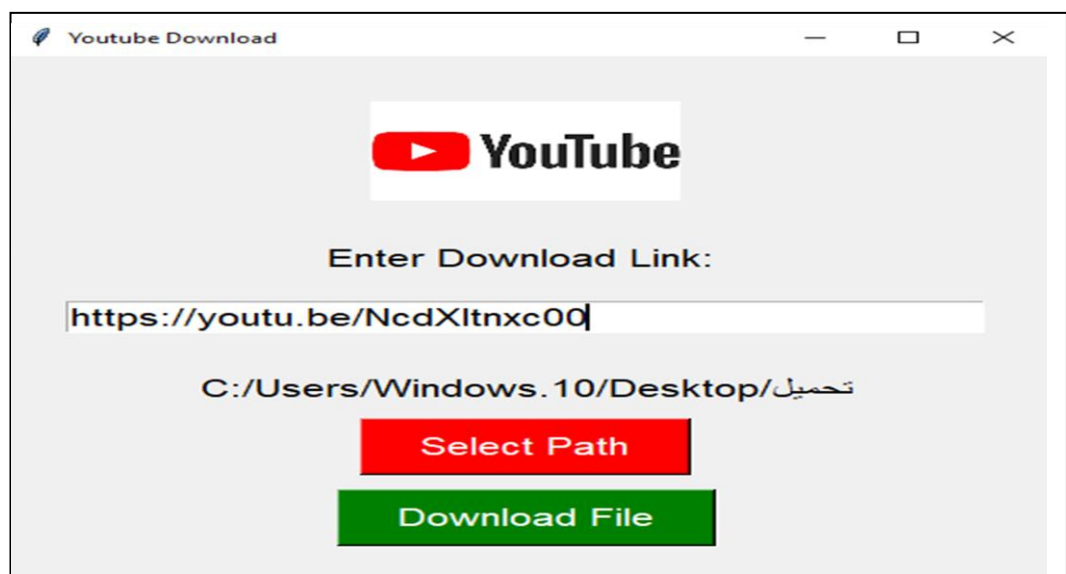 Youtube Download
YouTube
Enter Download Link:
https://youtu.be/NcdXltnxc00
C:/Users/Windows.10/Desktop/تحميل
Select Path
Download File